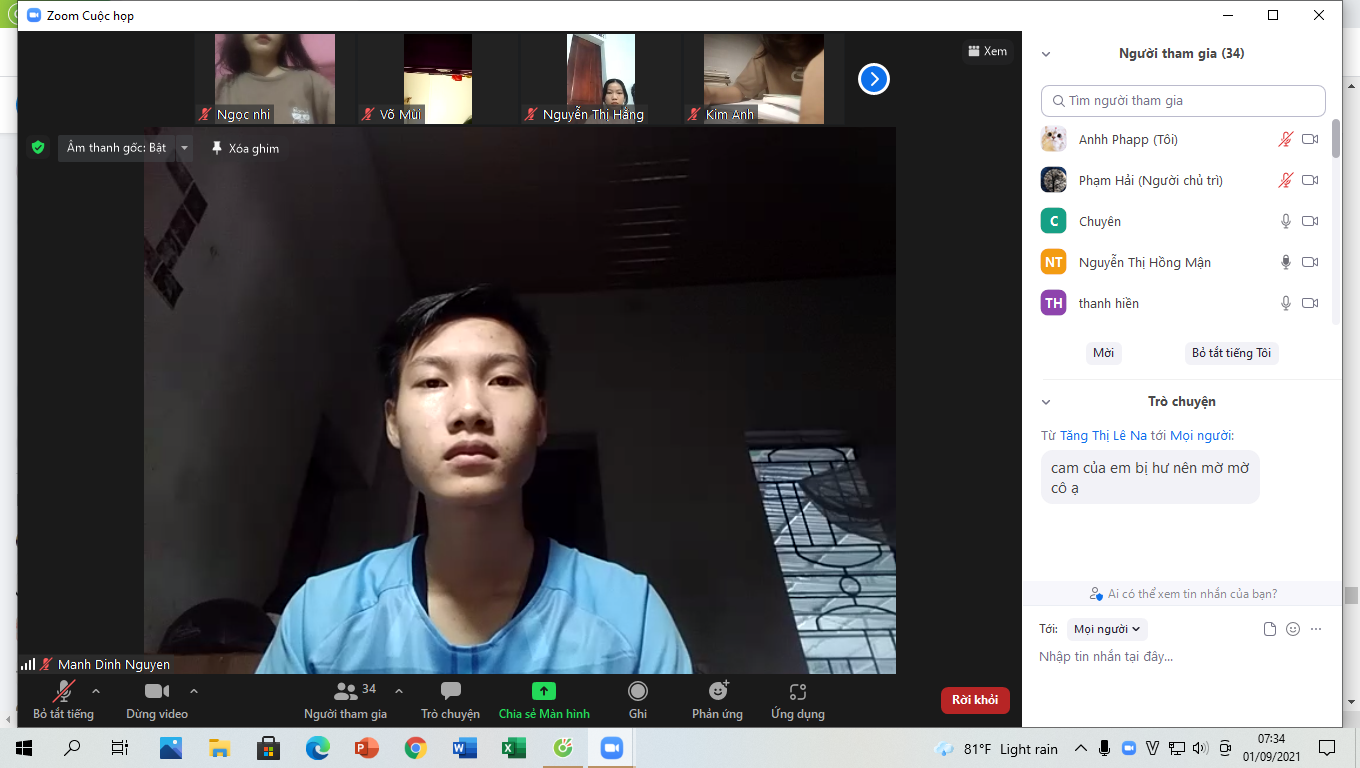 Zoom Cuộc họp
Ngọc nhi
Võ Mùi
Nguyễn Thị Hằng
Kim Anh
Xem
Âm thanh gốc: Bật
Xóa ghim
Manh Dinh Nguyen
Bỏ tắt tiếng
Dừng video
34
Người tham gia
Trò chuyện
Chia sẻ Màn hình
Ghi
Phản ứng
Ứng dụng
Rời khỏi
Người tham gia (34)
Tìm người tham gia
Anhh Phapp (Tôi)
Phạm Hải (Người chủ trì)
C Chuyên
NT Nguyễn Thị Hồng Mận
TH thanh hiền
Mời
Bỏ tắt tiếng Tôi
Trò chuyện
Từ Tăng Thị Lê Na tới Mọi người:
cam của em bị hư nên mờ mờ
cô ạ
Ai có thể xem tin nhắn của bạn?
Tới: Mọi người
Nhập tin nhắn tại đây...
81°F Light rain
07:34
01/09/2021